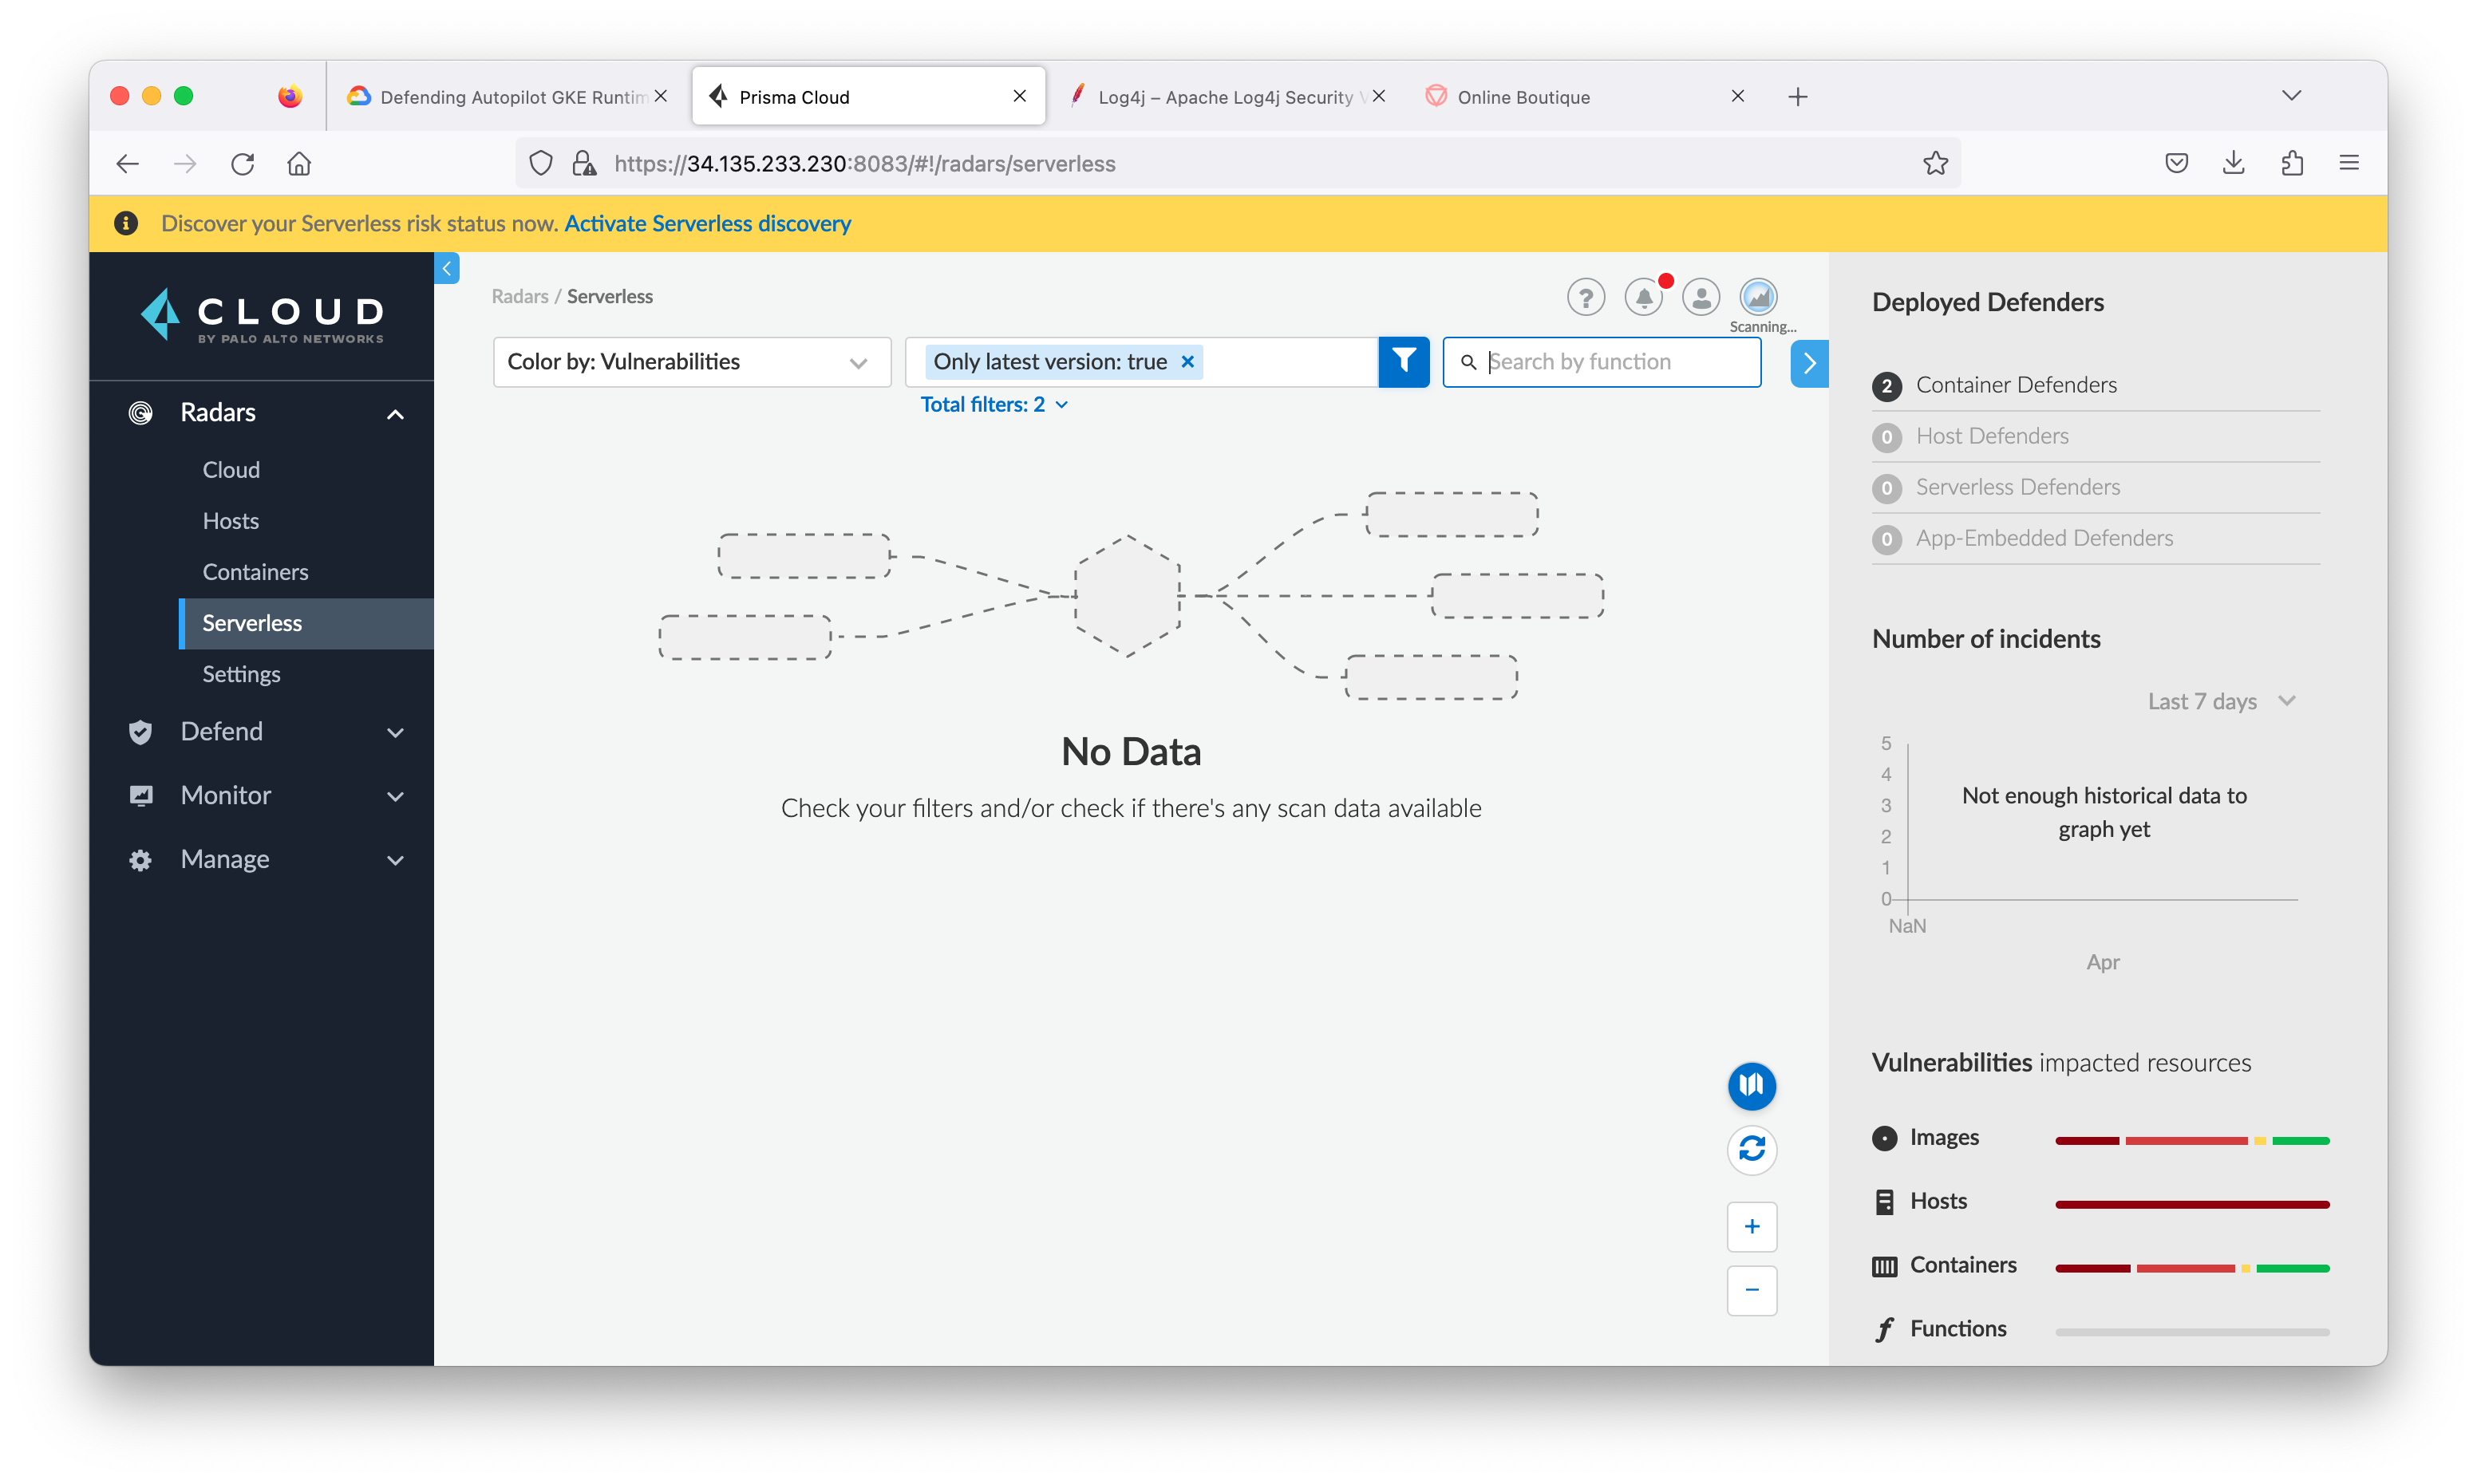 Defending Autopilot GKE Runtim
Prisma Cloud
Log4j – Apache Log4j Security V
Online Boutique
https://34.135.233.230:8083/#!/radars/serverless
Discover your Serverless risk status now. Activate Serverless discovery
CLOUD
BY PALO ALTO NETWORKS
Radars
Cloud
Hosts
Containers
Serverless
Settings
Defend
Monitor
Manage
Radars / Serverless
Scanning...
Color by: Vulnerabilities
Only latest version: true
Search by function
Total filters: 2
No Data
Check your filters and/or check if there's any scan data available
Deployed Defenders
2 Container Defenders
0 Host Defenders
0 Serverless Defenders
0 App-Embedded Defenders
Number of incidents
Last 7 days
5
4
3
2
1
0
Not enough historical data to
graph yet
NaN
Apr
Vulnerabilities impacted resources
Images
Hosts
Containers
Functions